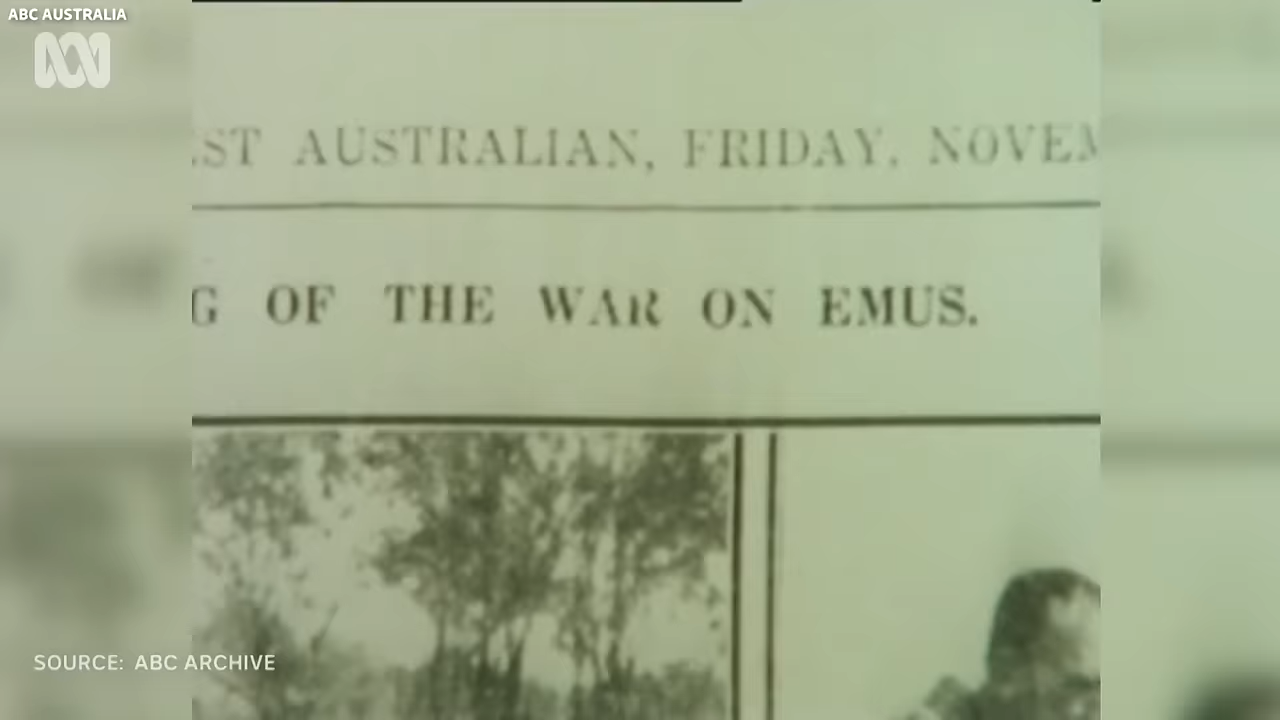 ABC AUSTRALIA
ST AUSTRALIAN, FRIDAY, NOVEM
G OF THE WAR ON EMUS.
SOURCE: ABC ARCHIVE